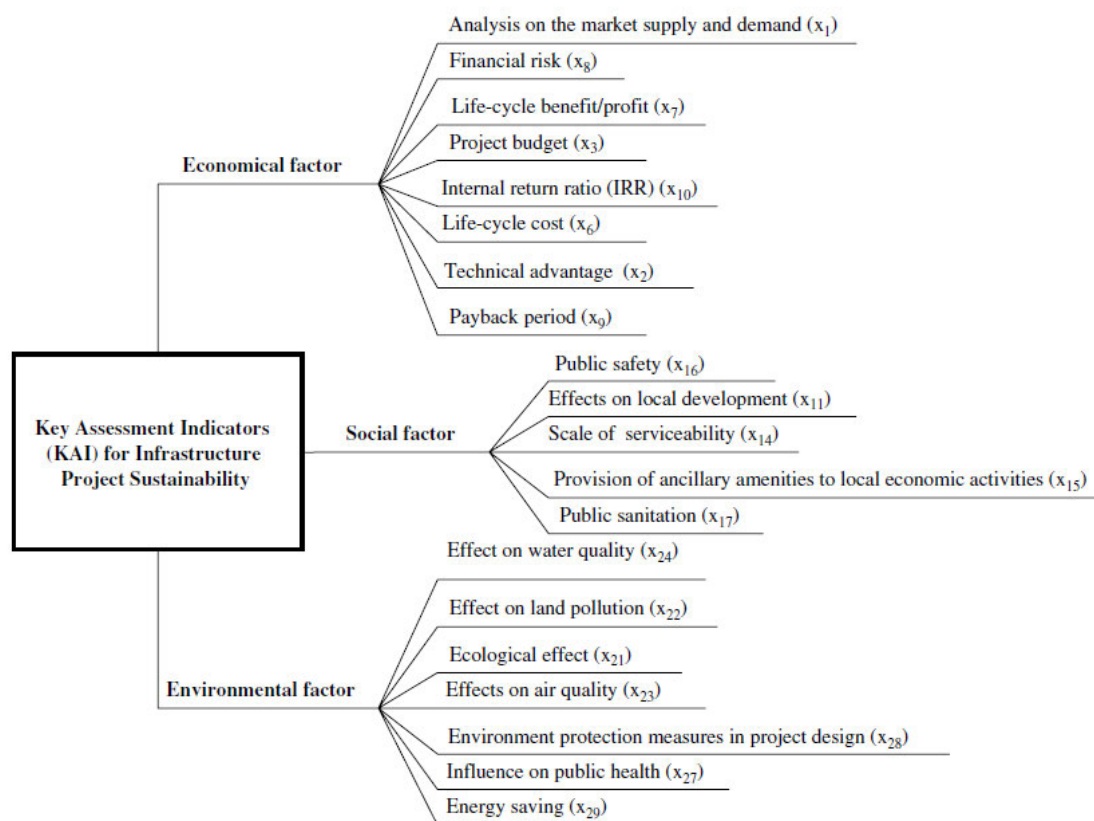 Analysis on the market supply and demand (x₁)
Financial risk (x₈)
Life-cycle benefit/profit (x₇)
Project budget (x₃)
Economical factor
Internal return ratio (IRR) (x₁₀)
Life-cycle cost (x₆)
Technical advantage (x₂)
Payback period (x₉)
Key Assessment Indicators
(KAI) for Infrastructure
Project Sustainability
Public safety (x₁₆)
Effects on local development (x₁₁)
Social factor
Scale of serviceability (x₁₄)
Provision of ancillary amenities to local economic activities (x₁₅)
Public sanitation (x₁₇)
Effect on water quality (x₂₄)
Effect on land pollution (x₂₂)
Ecological effect (x₂₁)
Environmental factor
Effects on air quality (x₂₃)
Environment protection measures in project design (x₂₈)
Influence on public health (x₂₇)
Energy saving (x₂₉)